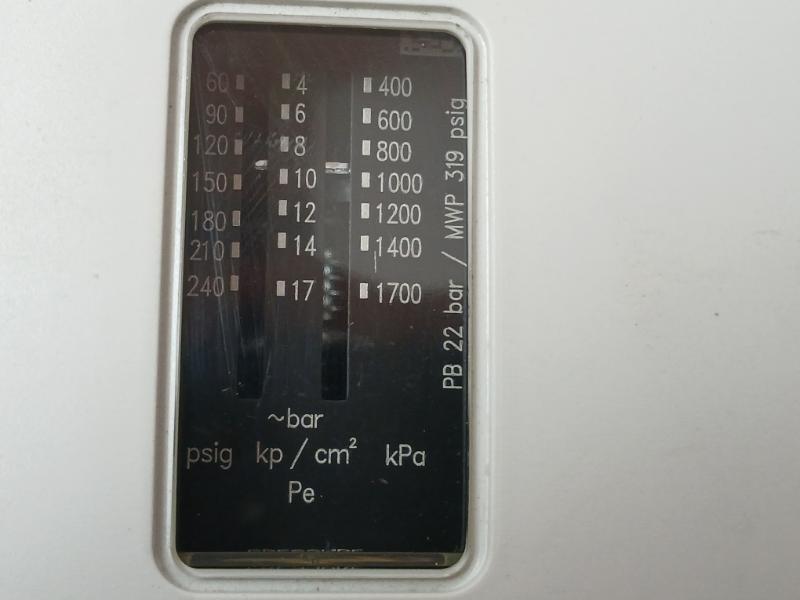 60 4 400
90 6 600
120 8 800
150 10 1000
180 12 1200
210 14 1400
240 17 1700
PB 22 bar / MWP 319 psig
~bar
psig kp/cm² kPa
Pe